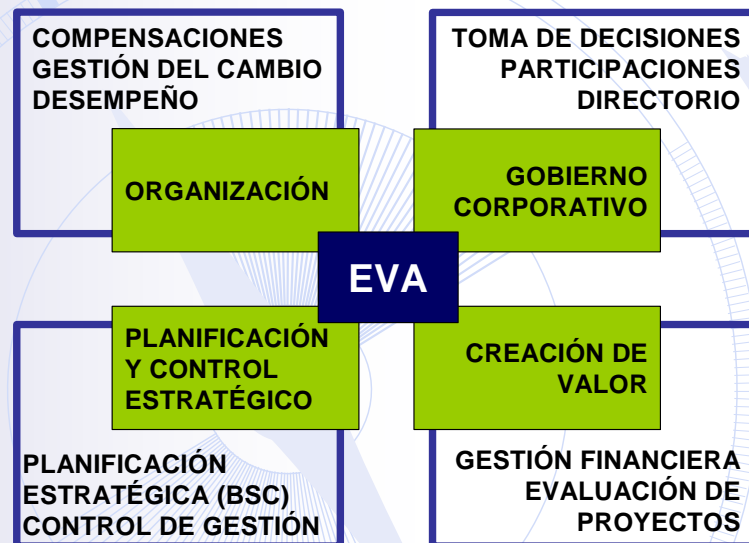 COMPENSACIONES
GESTIÓN DEL CAMBIO
DESEMPEÑO
TOMA DE DECISIONES
PARTICIPACIONES
DIRECTORIO
ORGANIZACIÓN
GOBIERNO
CORPORATIVO
EVA
PLANIFICACIÓN
Y CONTROL
ESTRATÉGICO
CREACIÓN DE
VALOR
PLANIFICACIÓN
ESTRATÉGICA (BSC)
CONTROL DE GESTIÓN
GESTIÓN FINANCIERA
EVALUACIÓN DE
PROYECTOS